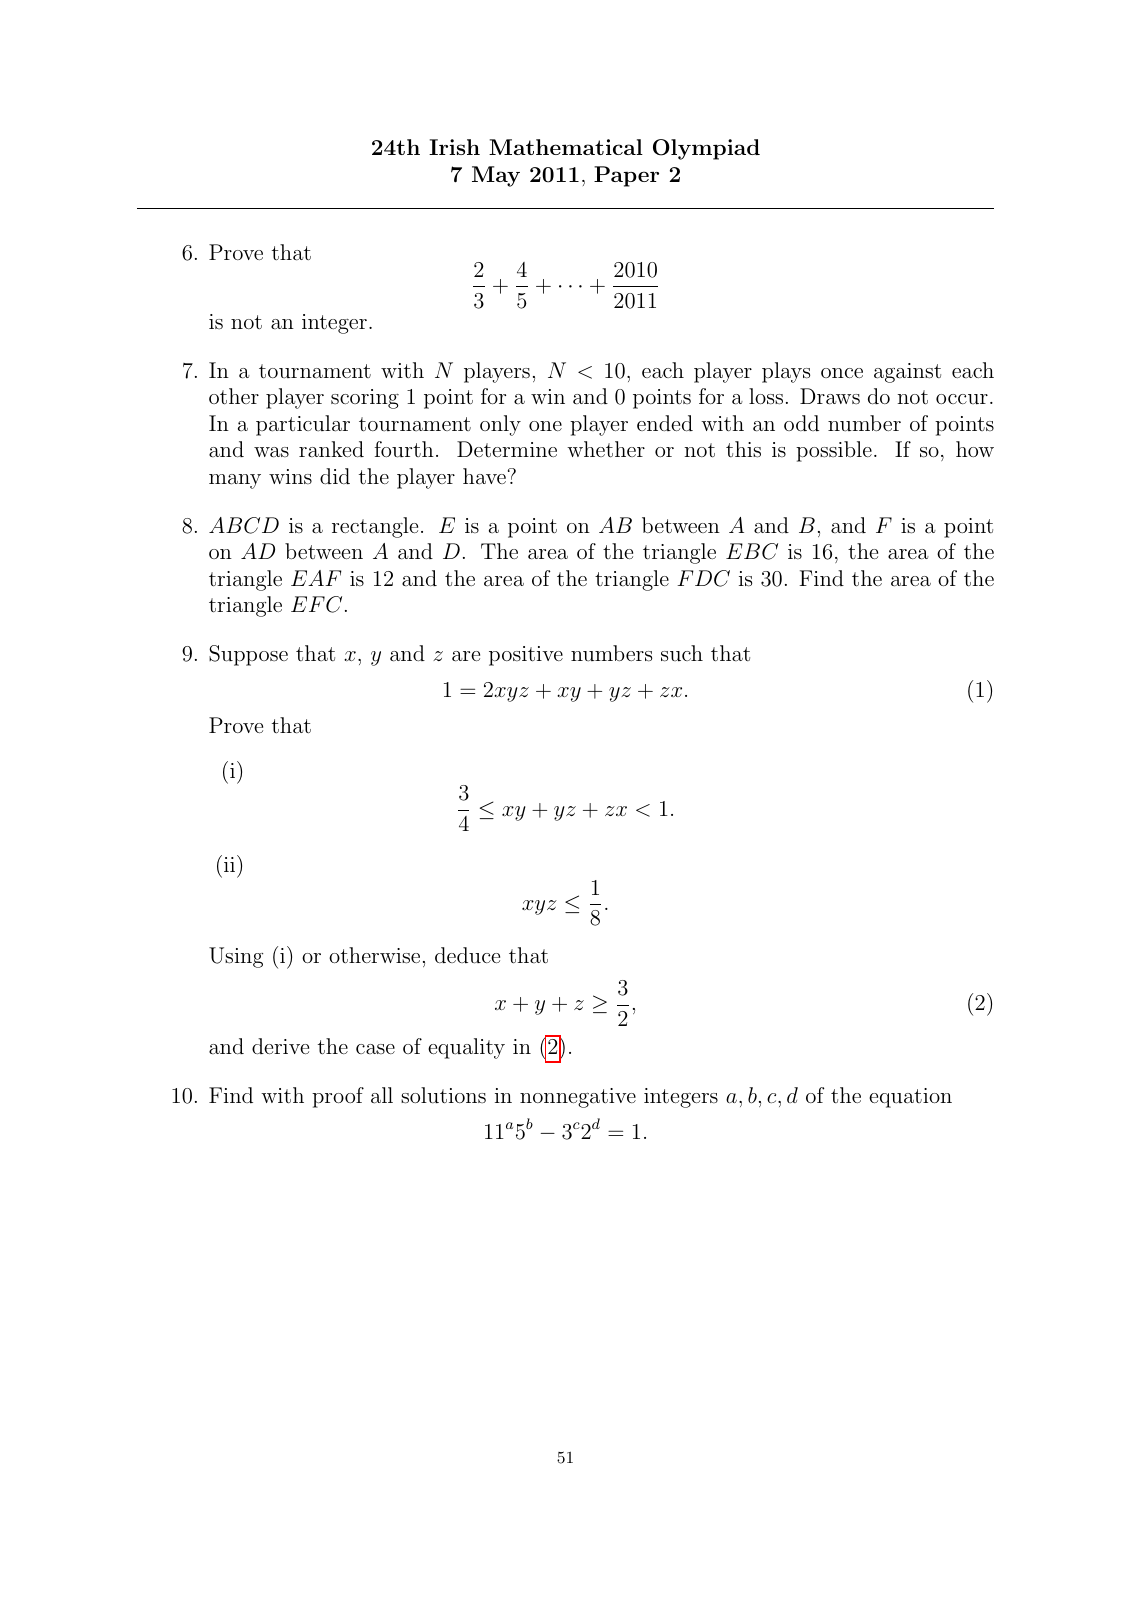 24th Irish Mathematical Olympiad
7 May 2011, Paper 2
6. Prove that
2/3 + 4/5 + ··· + 2010/2011
is not an integer.
7. In a tournament with N players, N < 10, each player plays once against each
other player scoring 1 point for a win and 0 points for a loss. Draws do not occur.
In a particular tournament only one player ended with an odd number of points
and was ranked fourth. Determine whether or not this is possible. If so, how
many wins did the player have?
8. ABCD is a rectangle. E is a point on AB between A and B, and F is a point
on AD between A and D. The area of the triangle EBC is 16, the area of the
triangle EAF is 12 and the area of the triangle FDC is 30. Find the area of the
triangle EFC.
9. Suppose that x, y and z are positive numbers such that
1 = 2xyz + xy + yz + zx. (1)
Prove that
(i)
3/4 ≤ xy + yz + zx < 1.
(ii)
xyz ≤ 1/8.
Using (i) or otherwise, deduce that
x + y + z ≥ 3/2, (2)
and derive the case of equality in (2).
10. Find with proof all solutions in nonnegative integers a, b, c, d of the equation
11^a 5^b − 3^c 2^d = 1.
51